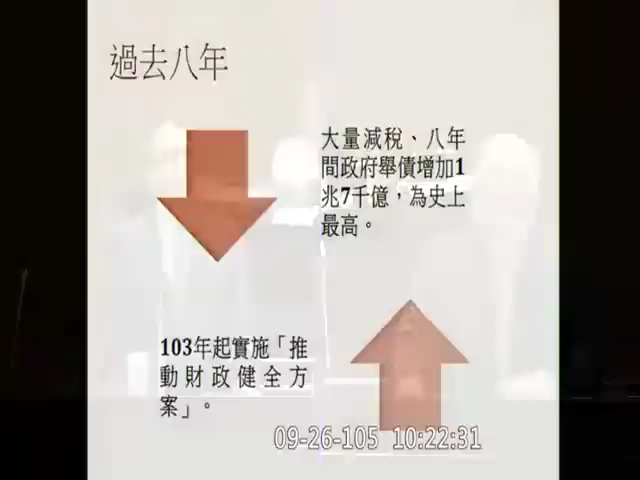 過去八年
大量減稅、八年
間政府舉債增加1
兆7千億，為史上
最高。
103年起實施「推
動財政健全方
案」。
09-26-105 10:22:31